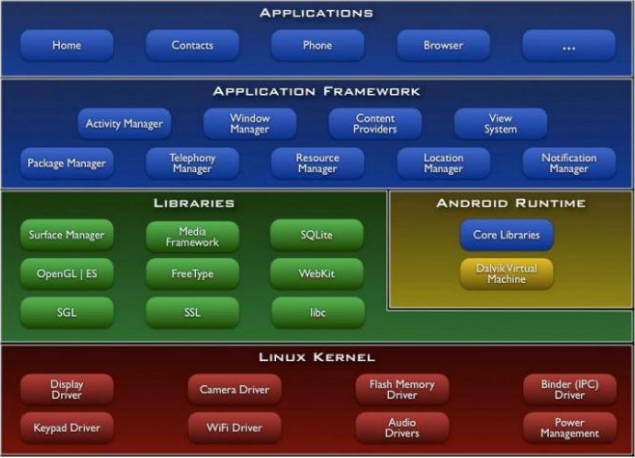 APPLICATIONS
Home
Contacts
Phone
Browser
...
APPLICATION FRAMEWORK
Activity Manager
Window
Manager
Content
Providers
View
System
Package Manager
Telephony
Manager
Resource
Manager
Location
Manager
Notification
Manager
LIBRARIES
Surface Manager
Media
Framework
SQLite
OpenGL | ES
FreeType
WebKit
SGL
SSL
libc
ANDROID RUNTIME
Core Libraries
Dalvik Virtual
Machine
LINUX KERNEL
Display
Driver
Camera Driver
Flash Memory
Driver
Binder (IPC)
Driver
Keypad Driver
WiFi Driver
Audio
Drivers
Power
Management